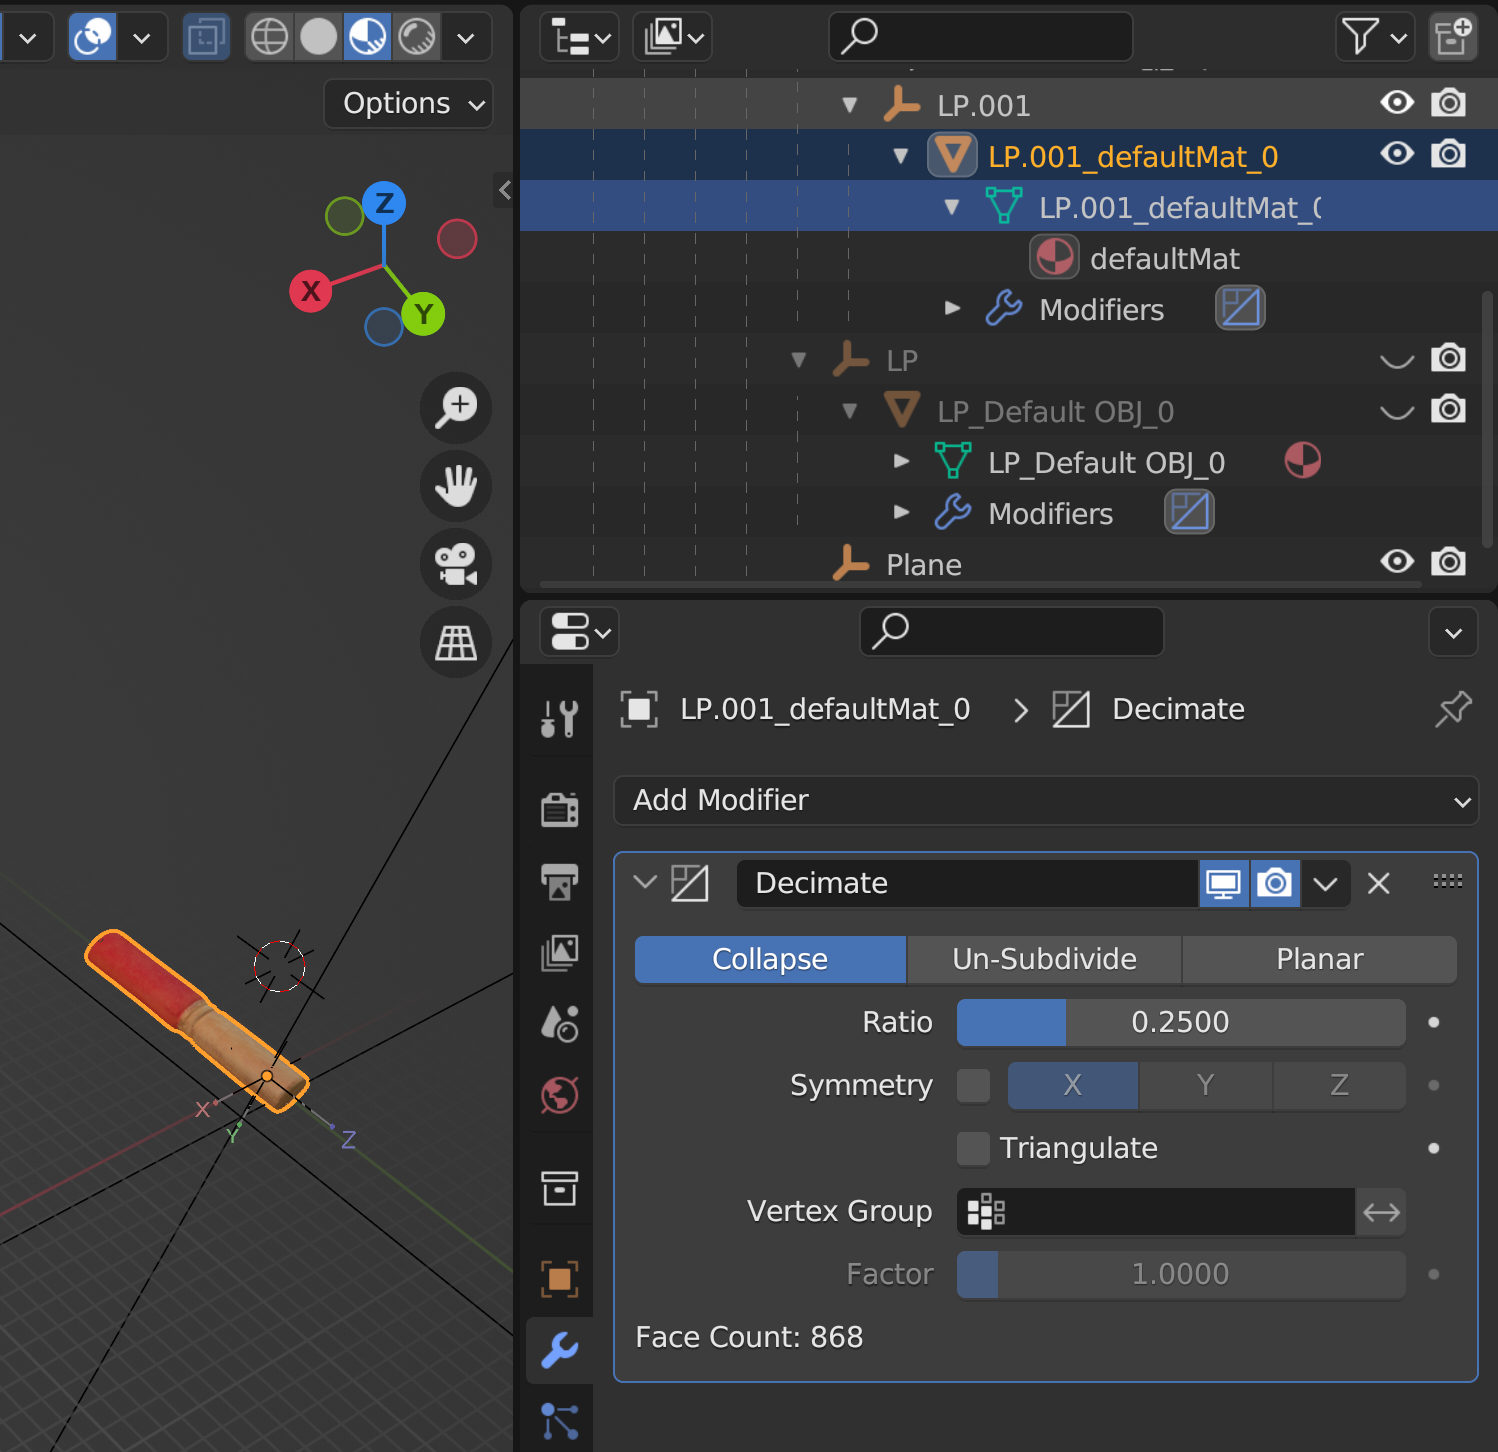 Options
Z
X
Y
X
Y
Z
LP.001
LP.001_defaultMat_0
LP.001_defaultMat_0
defaultMat
Modifiers
LP
LP_Default OBJ_0
LP_Default OBJ_0
Modifiers
Plane
LP.001_defaultMat_0 > Decimate
Add Modifier
Decimate
Collapse Un-Subdivide Planar
Ratio 0.2500
Symmetry X Y Z
Triangulate
Vertex Group
Factor 1.0000
Face Count: 868